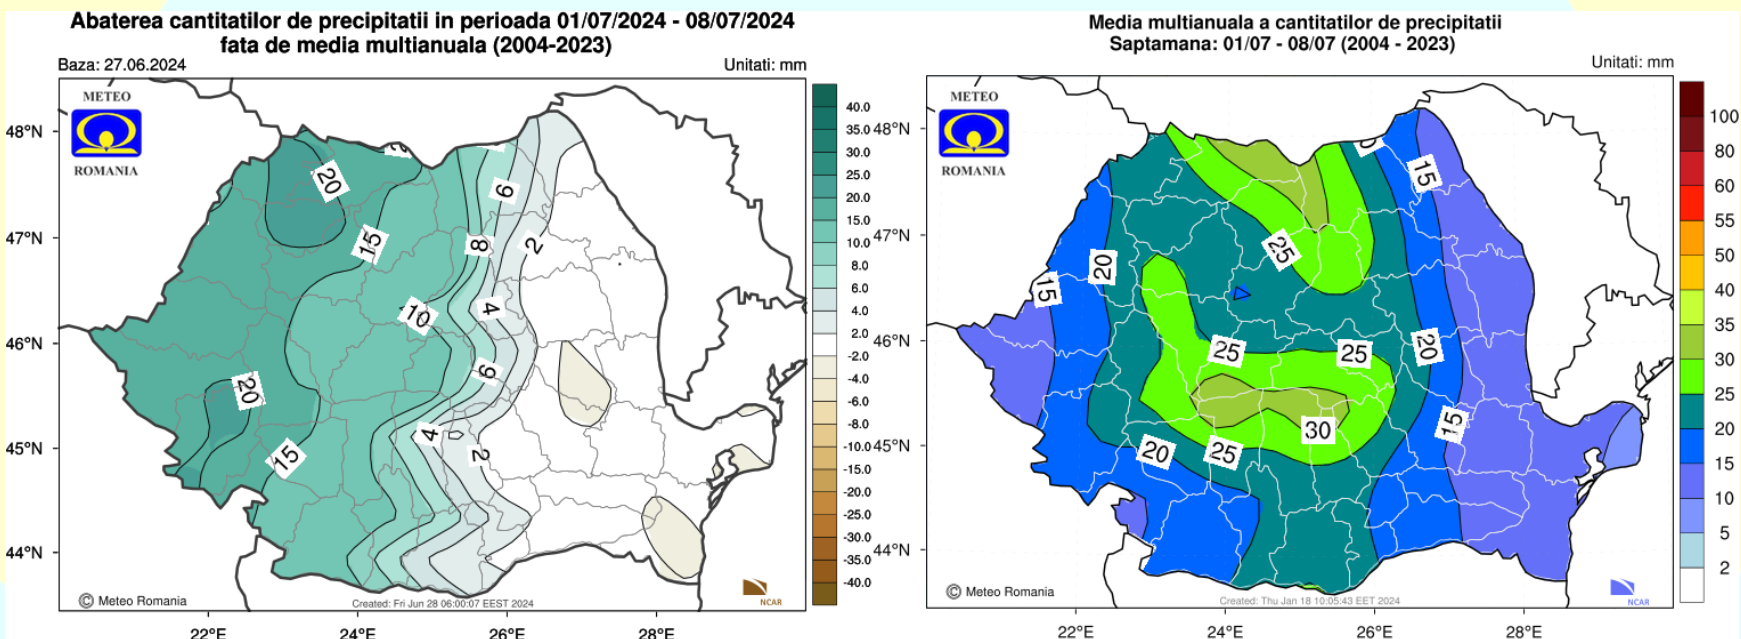 Abaterea cantitatilor de precipitatii in perioada 01/07/2024 - 08/07/2024
fata de media multianuala (2004-2023)
Baza: 27.06.2024
Unitati: mm
METEO
ROMANIA
48°N
47°N
46°N
45°N
44°N
20
15
6
8
2
10
4
6
20
15
4
2
40.0
35.0
30.0
25.0
20.0
15.0
10.0
8.0
6.0
4.0
2.0
-2.0
-4.0
-6.0
-8.0
-10.0
-15.0
-20.0
-25.0
-30.0
-35.0
-40.0
© Meteo Romania
Created: Fri Jun 28 06:00:07 EEST 2024
NCAR
22°E
24°E
26°E
28°E
Media multianuala a cantitatilor de precipitatii
Saptamana: 01/07 - 08/07 (2004 - 2023)
Unitati: mm
METEO
ROMANIA
48°N
47°N
46°N
45°N
44°N
15
25
20
15
25
25
20
15
30
20
25
100
80
60
55
50
40
35
30
25
20
15
10
5
2
© Meteo Romania
Created: Thu Jan 18 10:05:43 EET 2024
NCAR
22°E
24°E
26°E
28°E